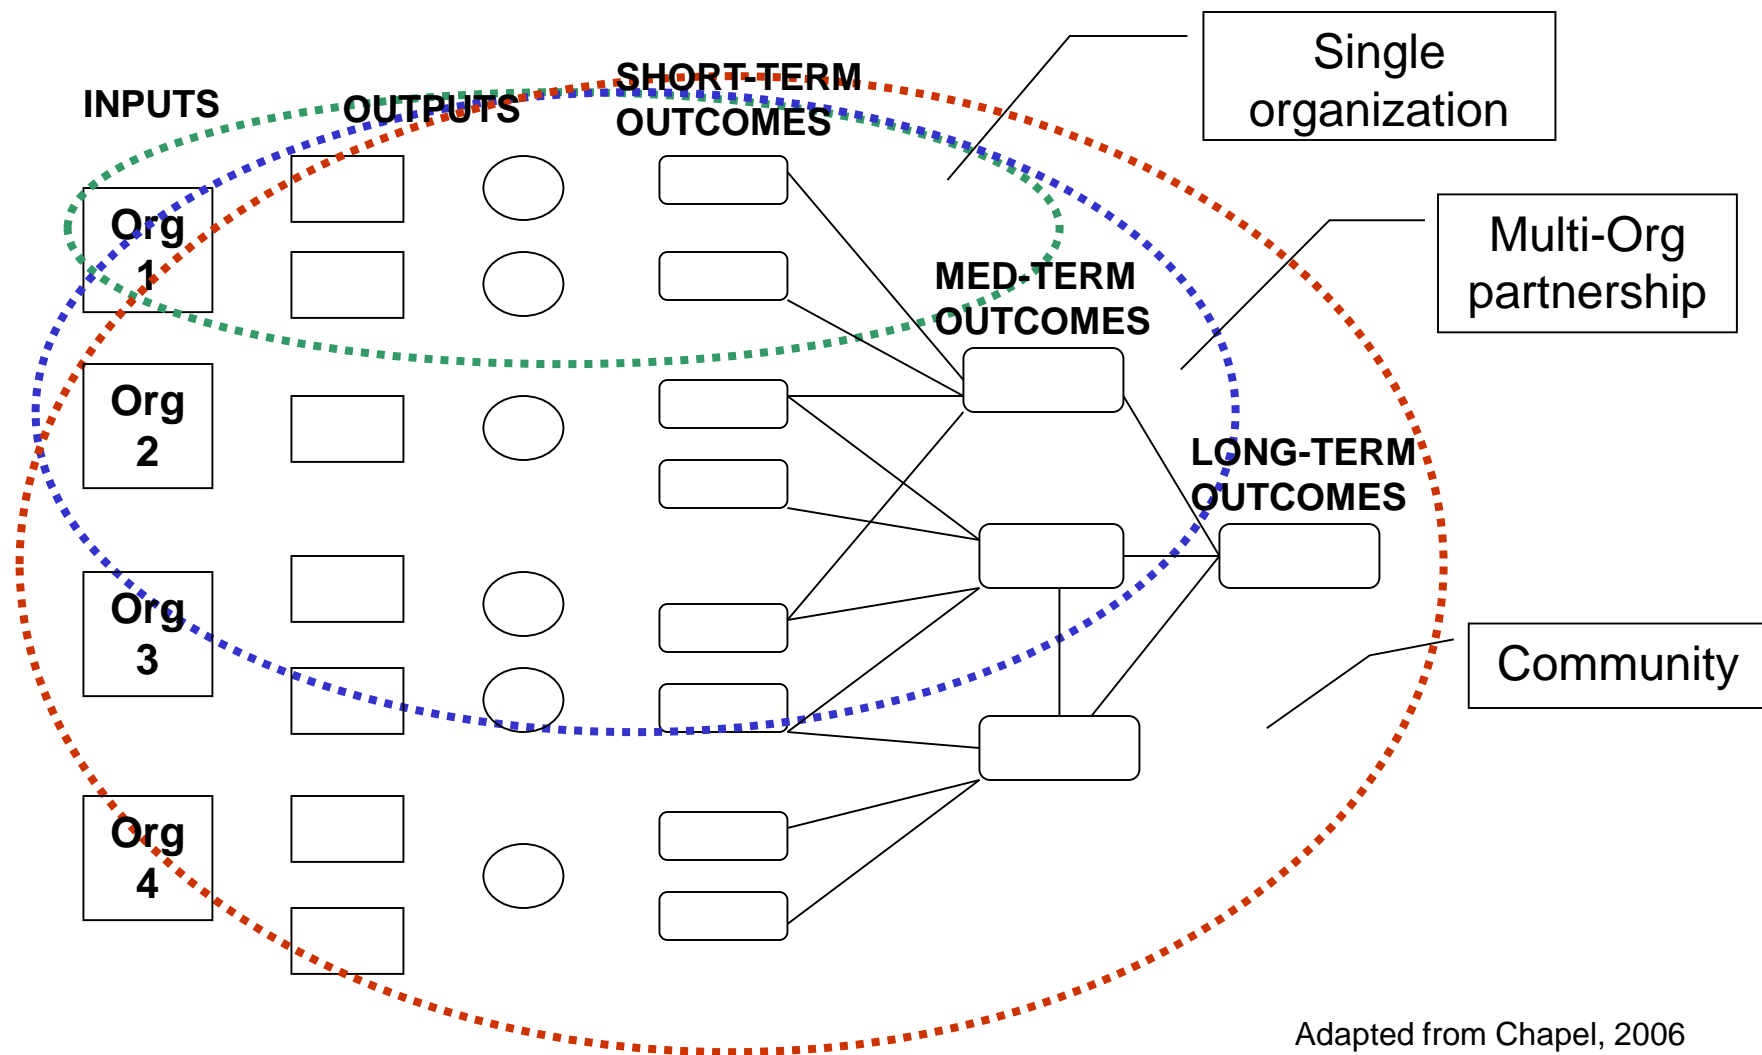 INPUTS
OUTPUTS
SHORT-TERM
OUTCOMES
Single
organization
Org
1
MED-TERM
OUTCOMES
Multi-Org
partnership
Org
2
LONG-TERM
OUTCOMES
Org
3
Community
Org
4
Adapted from Chapel, 2006